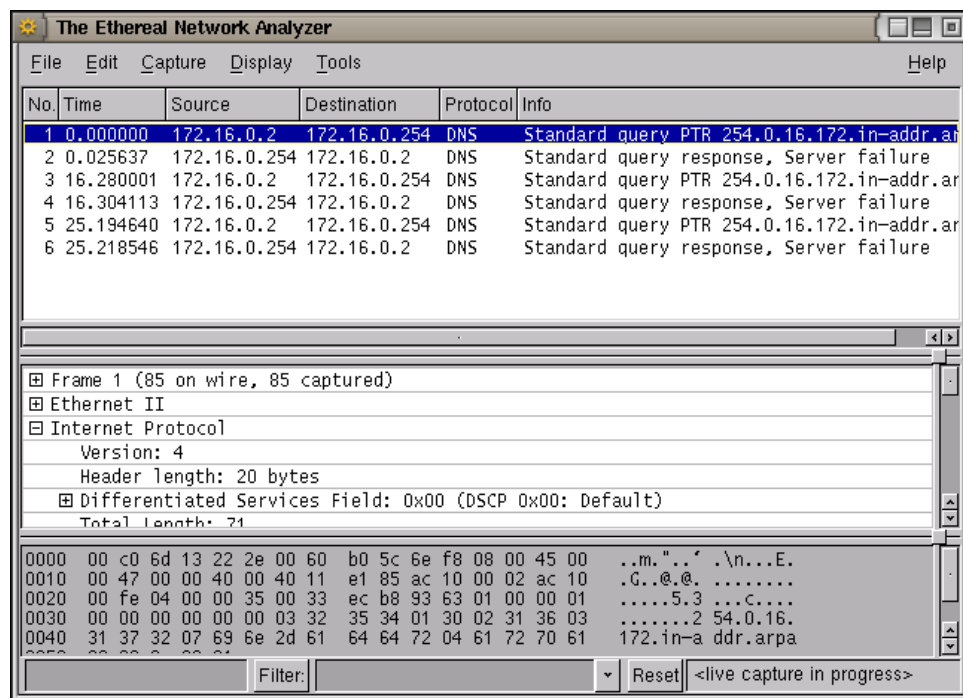 The Ethereal Network Analyzer
File Edit Capture Display Tools Help
No. Time Source Destination Protocol Info
1 0.000000 172.16.0.2 172.16.0.254 DNS Standard query PTR 254.0.16.172.in-addr.ar
2 0.025637 172.16.0.254 172.16.0.2 DNS Standard query response, Server failure
3 16.280001 172.16.0.2 172.16.0.254 DNS Standard query PTR 254.0.16.172.in-addr.ar
4 16.304113 172.16.0.254 172.16.0.2 DNS Standard query response, Server failure
5 25.194640 172.16.0.2 172.16.0.254 DNS Standard query PTR 254.0.16.172.in-addr.ar
6 25.218546 172.16.0.254 172.16.0.2 DNS Standard query response, Server failure
Frame 1 (85 on wire, 85 captured)
Ethernet II
Internet Protocol
Version: 4
Header length: 20 bytes
Differentiated Services Field: 0x00 (DSCP 0x00: Default)
Total Length: 71
0000 00 c0 6d 13 22 2e 00 60 b0 5c 6e f8 08 00 45 00 ..m."..` .\n...E.
0010 00 47 00 00 40 00 40 11 e1 85 ac 10 00 02 ac 10 .G..@.@. ........
0020 00 fe 04 00 00 35 00 33 ec b8 93 63 01 00 00 01 .....5.3 ...c....
0030 00 00 00 00 00 00 03 32 35 34 01 30 02 31 36 03 .......2 54.0.16.
0040 31 37 32 07 69 6e 2d 61 64 64 72 04 61 72 70 61 172.in-a ddr.arpa
Filter: Reset <live capture in progress>